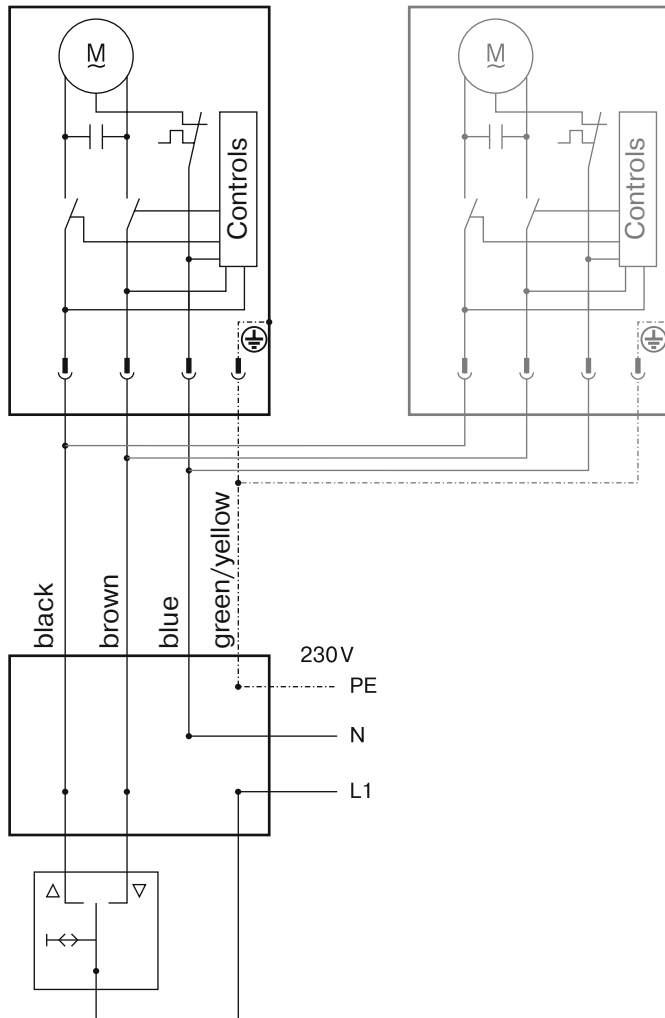 M
~
Controls
M
~
Controls
black
brown
blue
green/yellow
230V
PE
N
L1